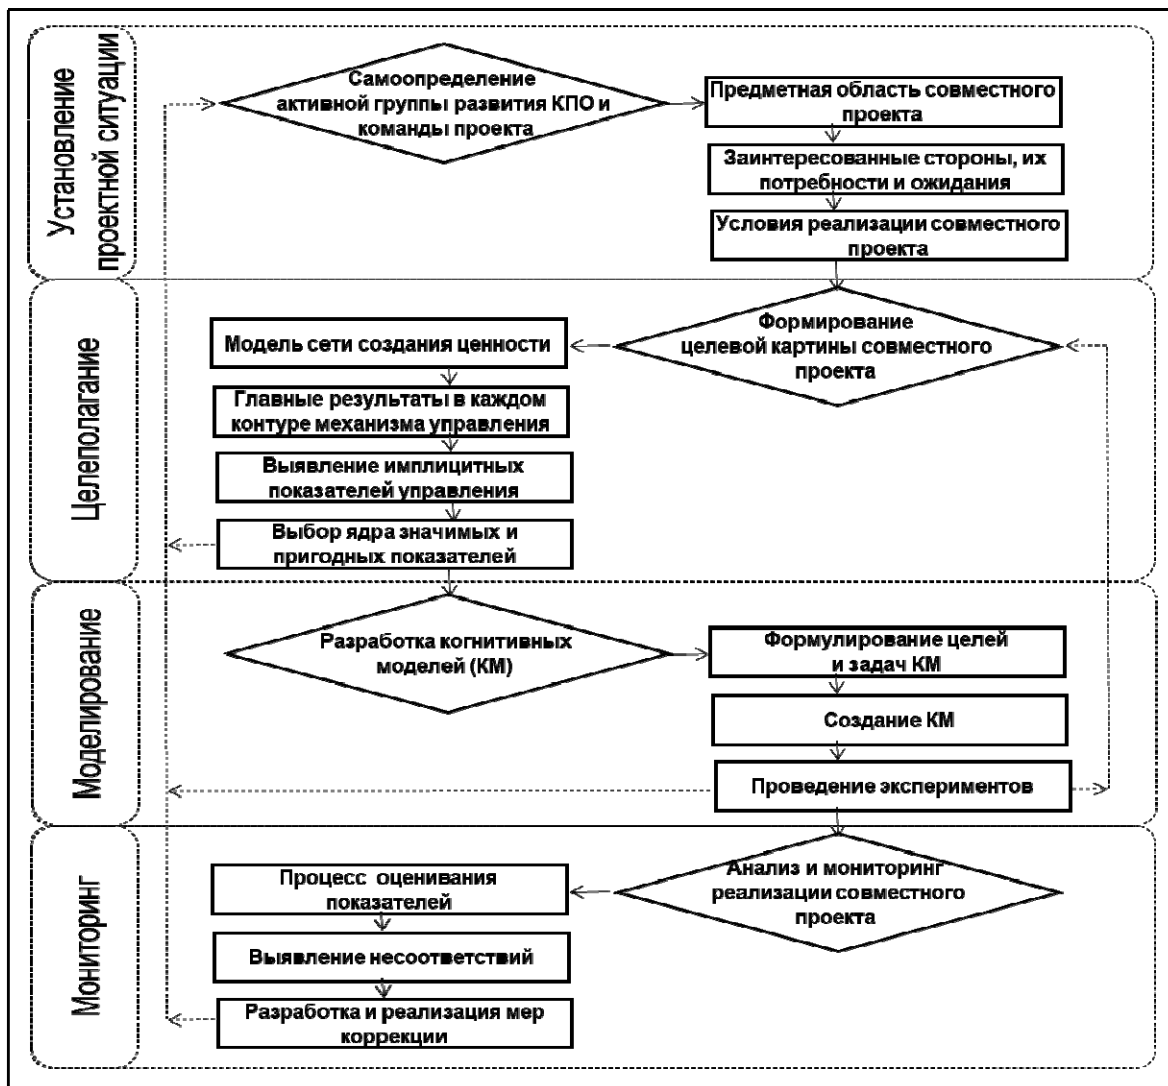 Установление
проектной ситуации
Самоопределение
активной группы развития КПО и
команды проекта
Предметная область совместного
проекта
Заинтересованные стороны, их
потребности и ожидания
Условия реализации совместного
проекта
Целеполагание
Формирование
целевой картины совместного
проекта
Модель сети создания ценности
Главные результаты в каждом
контуре механизма управления
Выявление имплицитных
показателей управления
Выбор ядра значимых и
пригодных показателей
Моделирование
Разработка когнитивных
моделей (КМ)
Формулирование целей
и задач КМ
Создание КМ
Проведение экспериментов
Мониторинг
Анализ и мониторинг
реализации совместного
проекта
Процесс оценивания
показателей
Выявление несоответствий
Разработка и реализация мер
коррекции